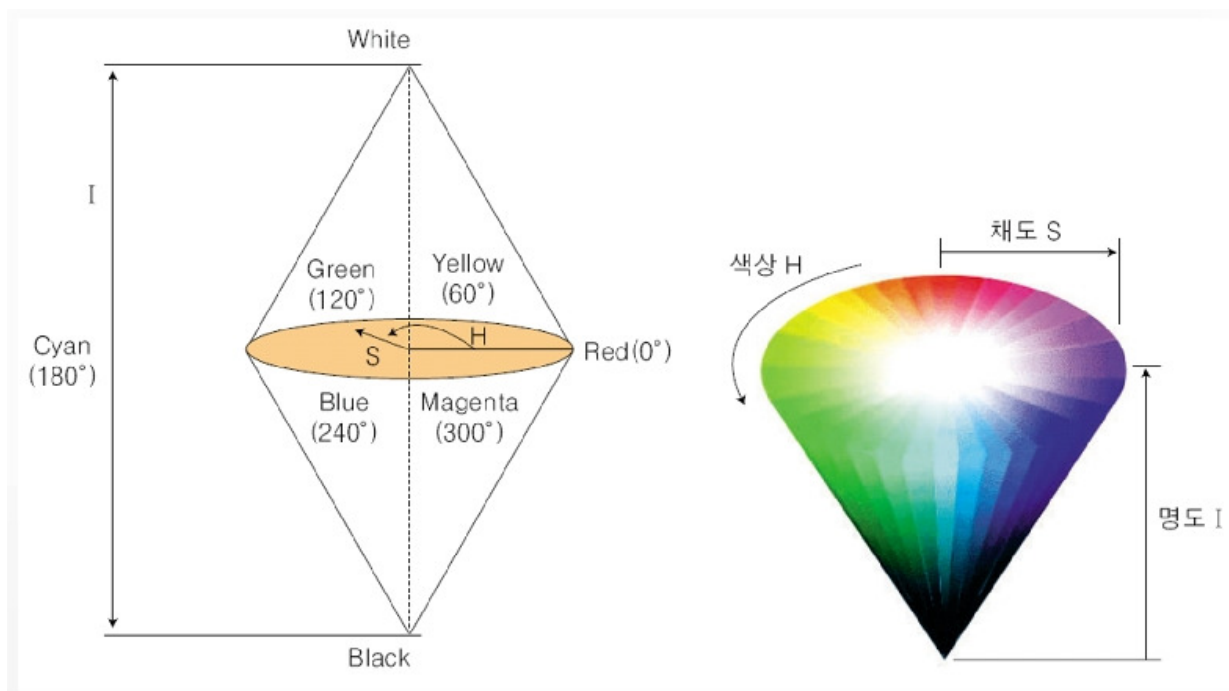 White
I
Green
(120°)
Yellow
(60°)
H
S
Cyan
(180°)
Red(0°)
Blue
(240°)
Magenta
(300°)
Black
채도 S
색상 H
명도 I